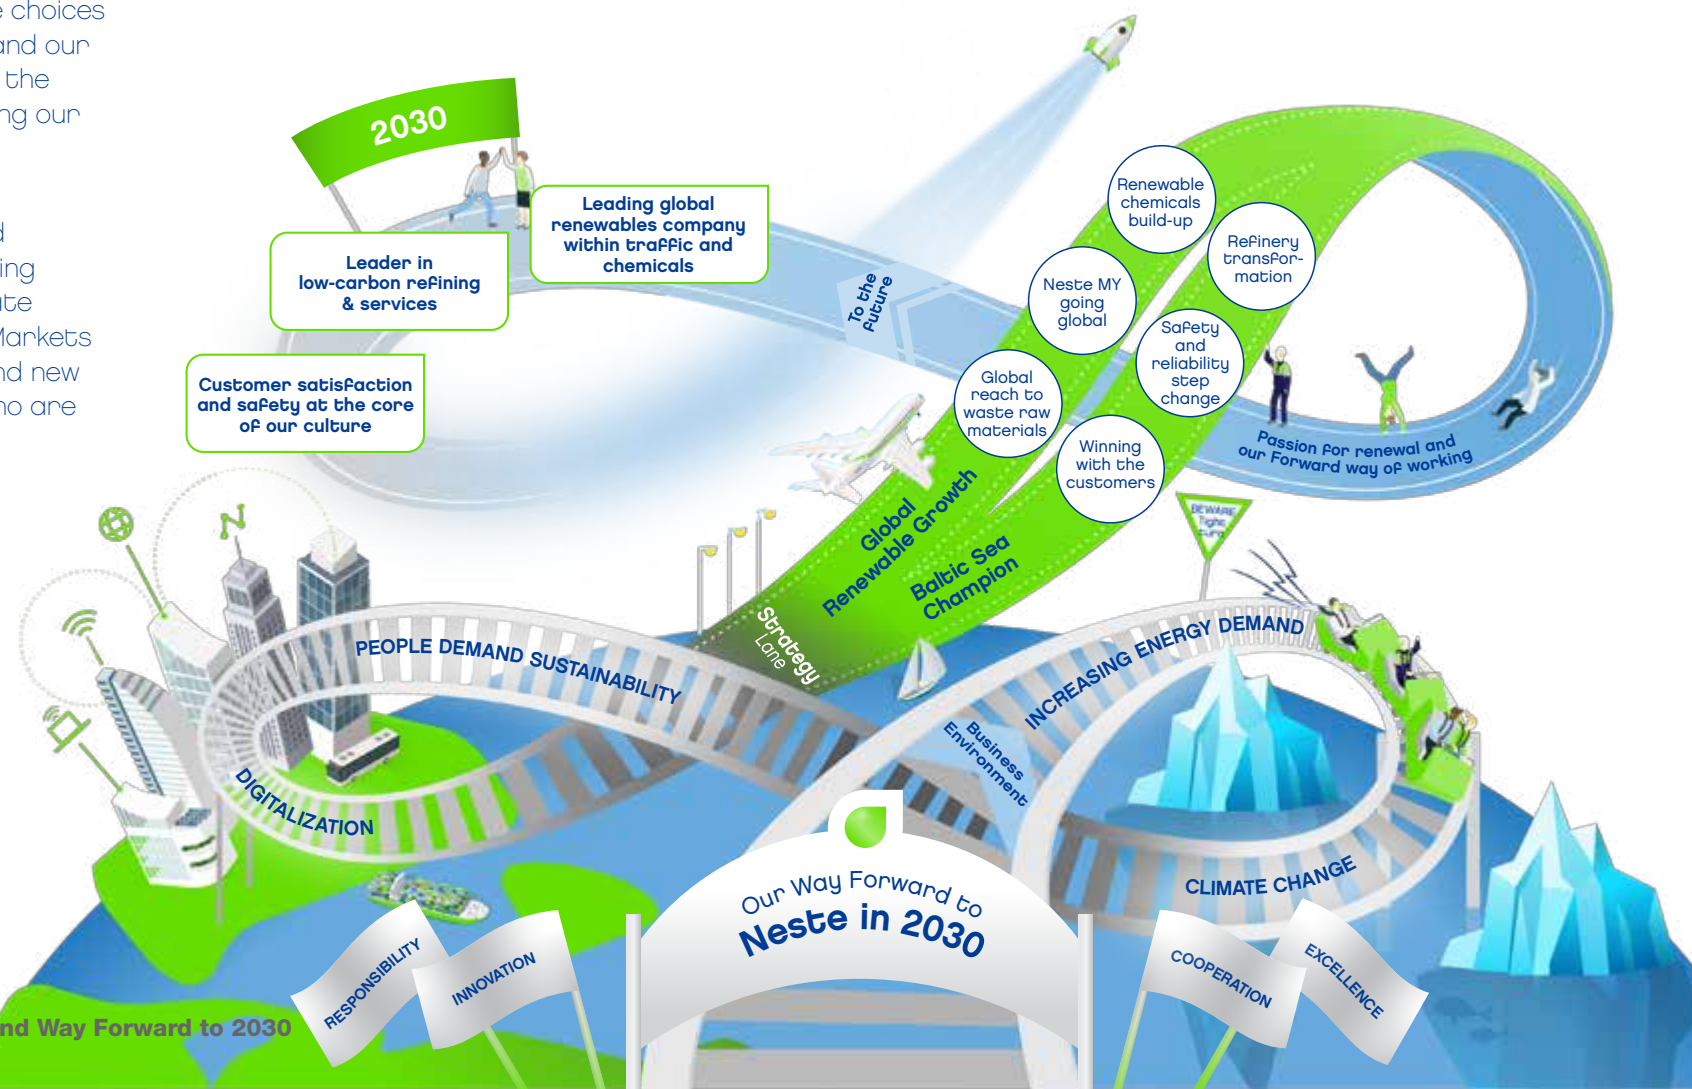 choices
and our
the
ng our
ing
Markets
nd new
are
2030
Leading global
renewables company
within traffic and
chemicals
Leader in
low-carbon refining
& services
Customer satisfaction
and safety at the core
of our culture
To the
future
Renewable
chemicals
build-up
Refinery
transfor-
mation
Neste MY
going
global
Safety
and
reliability
step
change
Global
reach to
waste raw
materials
Winning
with the
customers
Passion for renewal and
our Forward way of working
Global
Renewable Growth
Baltic Sea
Champion
Strategy
Lane
BEWARE
Tight
turn
PEOPLE DEMAND SUSTAINABILITY
INCREASING ENERGY DEMAND
Business
Environment
DIGITALIZATION
CLIMATE CHANGE
Our Way Forward to
Neste in 2030
RESPONSIBILITY
INNOVATION
COOPERATION
EXCELLENCE
nd Way Forward to 2030